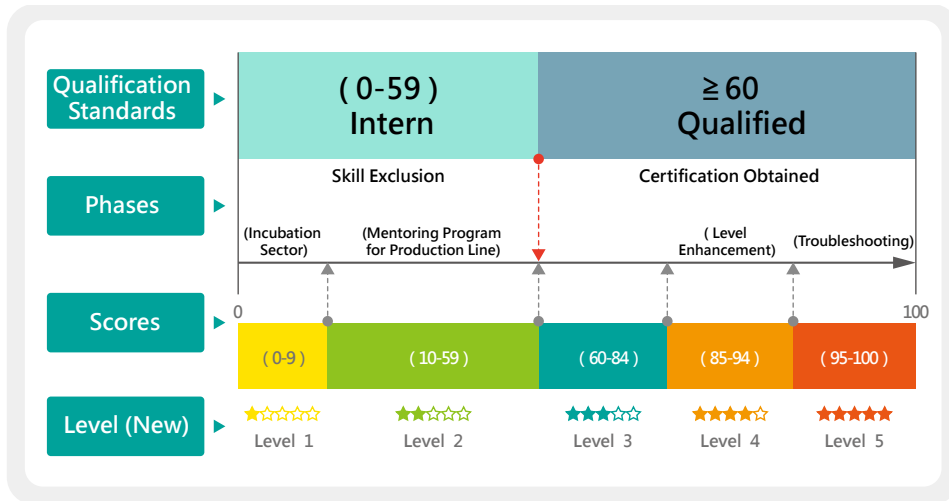 Qualification
Standards
( 0-59 )
Intern
≧ 60
Qualified
Phases
Skill Exclusion
Certification Obtained
(Incubation
Sector)
(Mentoring Program
for Production Line)
( Level
Enhancement)
(Troubleshooting)
0
100
Scores
( 0-9 )
( 10-59 )
( 60-84 )
( 85-94 )
( 95-100 )
Level (New)
Level 1
Level 2
Level 3
Level 4
Level 5